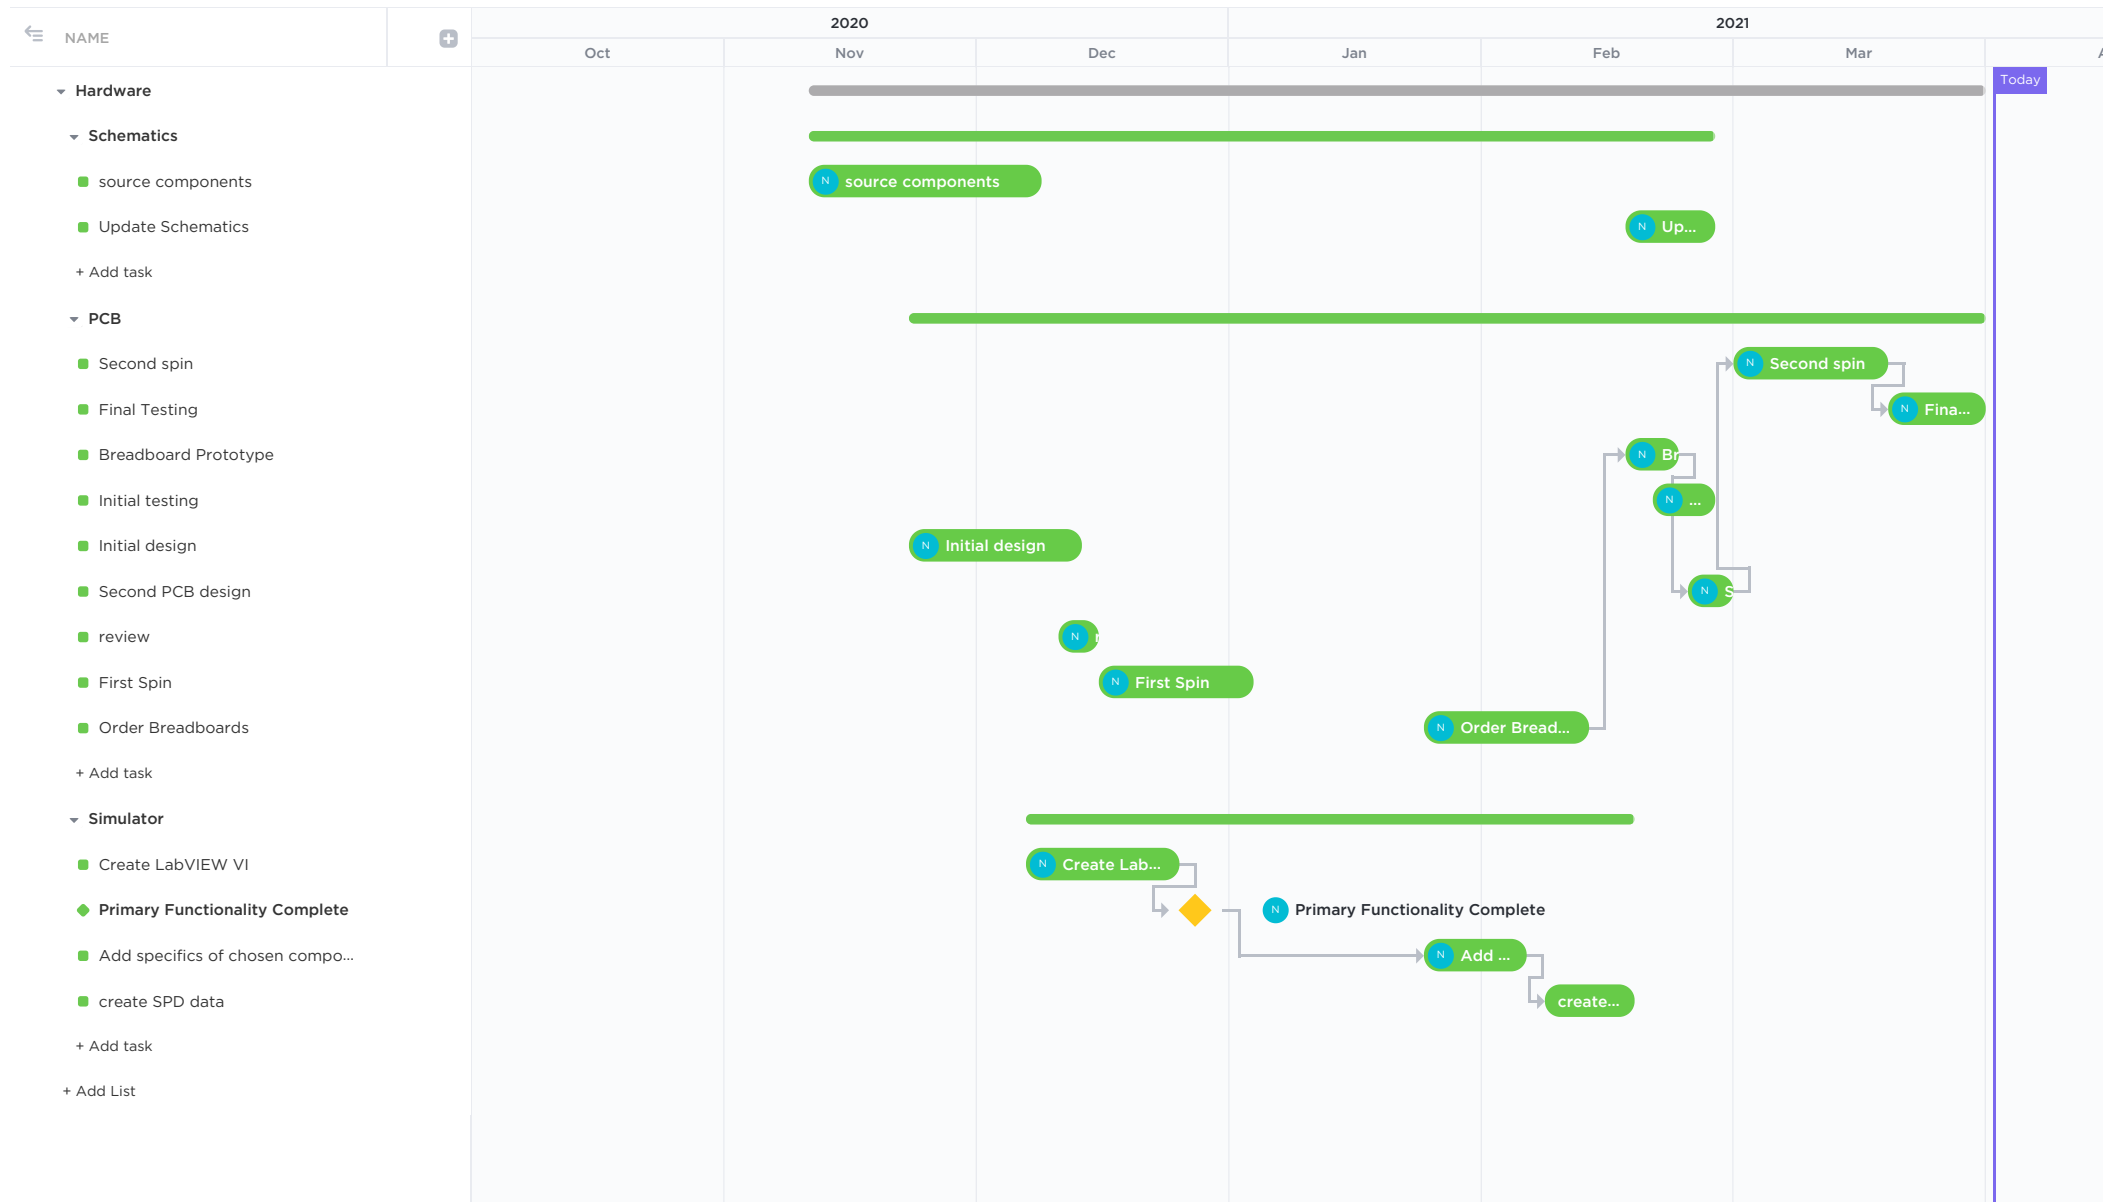 NAME
2020
2021
Oct
Nov
Dec
Jan
Feb
Mar
Today
Hardware
Schematics
source components
N source components
Update Schematics
N Up...
+ Add task
PCB
Second spin
N Second spin
Final Testing
N Fina...
Breadboard Prototype
N Br
Initial testing
N ...
Initial design
N Initial design
Second PCB design
N S
review
N
First Spin
N First Spin
Order Breadboards
N Order Bread...
+ Add task
Simulator
Create LabVIEW VI
N Create Lab...
Primary Functionality Complete
N Primary Functionality Complete
Add specifics of chosen compo...
N Add ...
create SPD data
create...
+ Add task
+ Add List